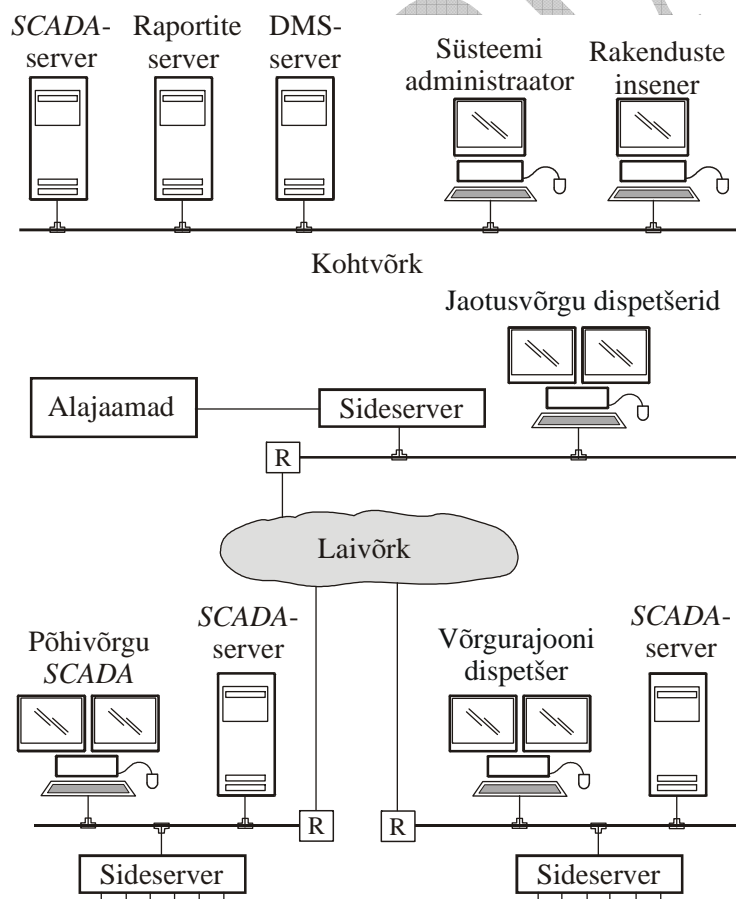 SCADA-
server
Raportite
server
DMS-
server
Süsteemi
administraator
Rakenduste
insener
Kohtvõrk
Jaotusvõrgu dispetšerid
Alajaamad
Sideserver
R
Laivõrk
Põhivõrgu
SCADA
SCADA-
server
Võrgurajooni
dispetšer
SCADA-
server
R
R
Sideserver
Sideserver